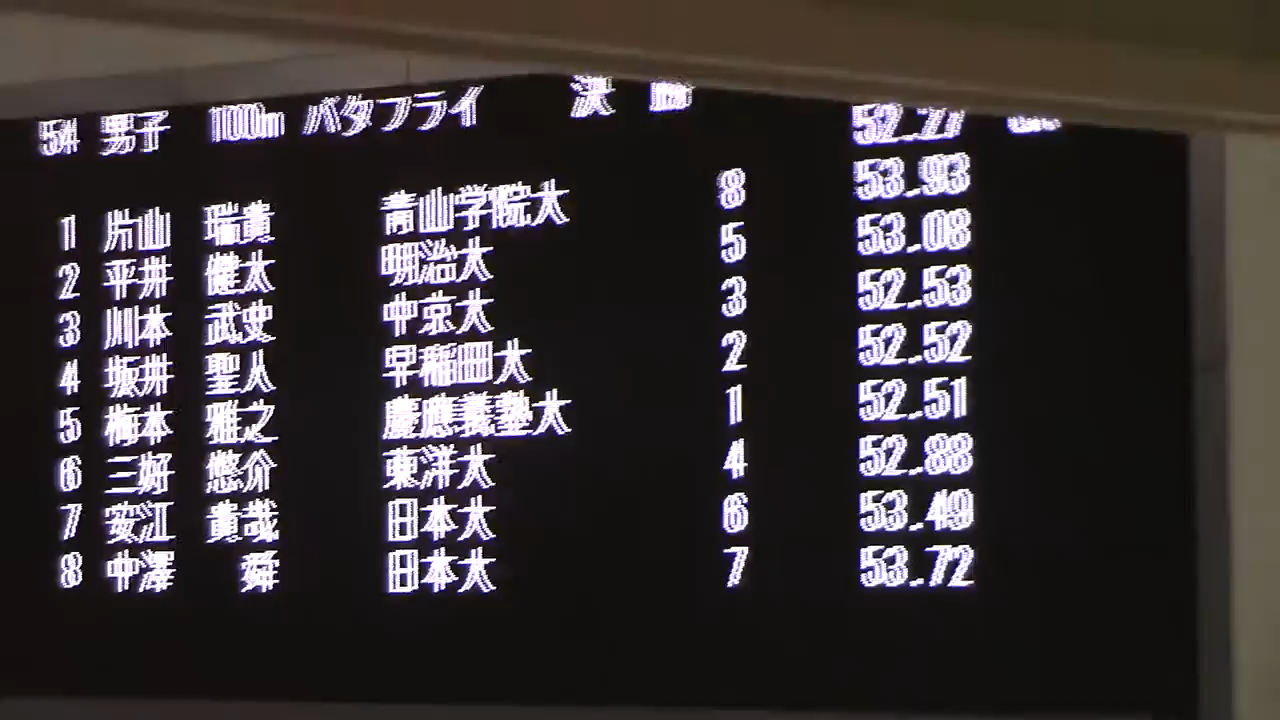 54 男子 100m バタフライ 決 52.27
1 片山 瑞貴 青山学院大 8 53.93
2 平井 健太 明治大 5 53.08
3 川本 武史 中京大 3 52.53
4 坂井 聖人 早稲田大 2 52.52
5 梅本 雅之 慶應義塾大 1 52.51
6 三好 悠介 東洋大 4 52.88
7 安江 貴哉 日本大 6 53.49
8 中澤 舜 日本大 7 53.72